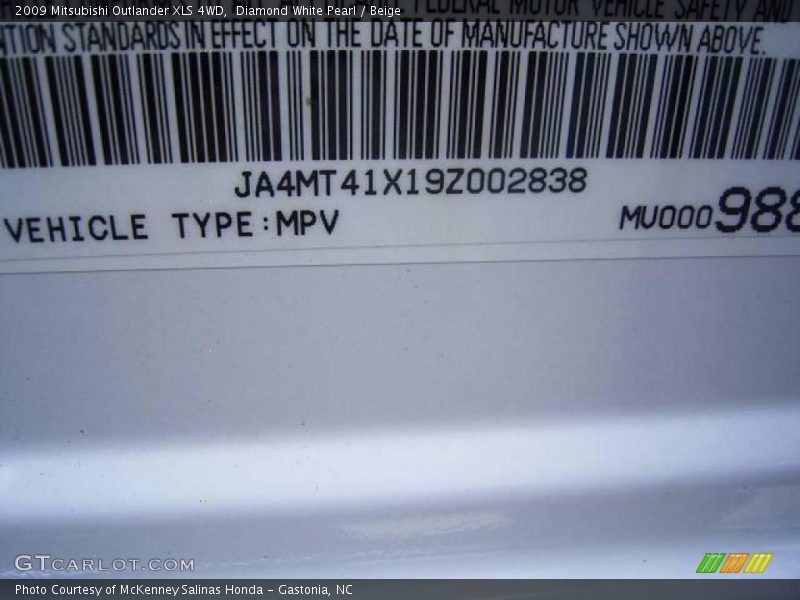 2009 Mitsubishi Outlander XLS 4WD, Diamond White Pearl / Beige
FEDERAL MOTOR VEHICLE SAFETY AND
ATION STANDARDS IN EFFECT ON THE DATE OF MANUFACTURE SHOWN ABOVE.
JA4MT41X19Z002838
VEHICLE TYPE:MPV
MV000988
GTCARLOT.COM
Photo Courtesy of McKenney Salinas Honda - Gastonia, NC